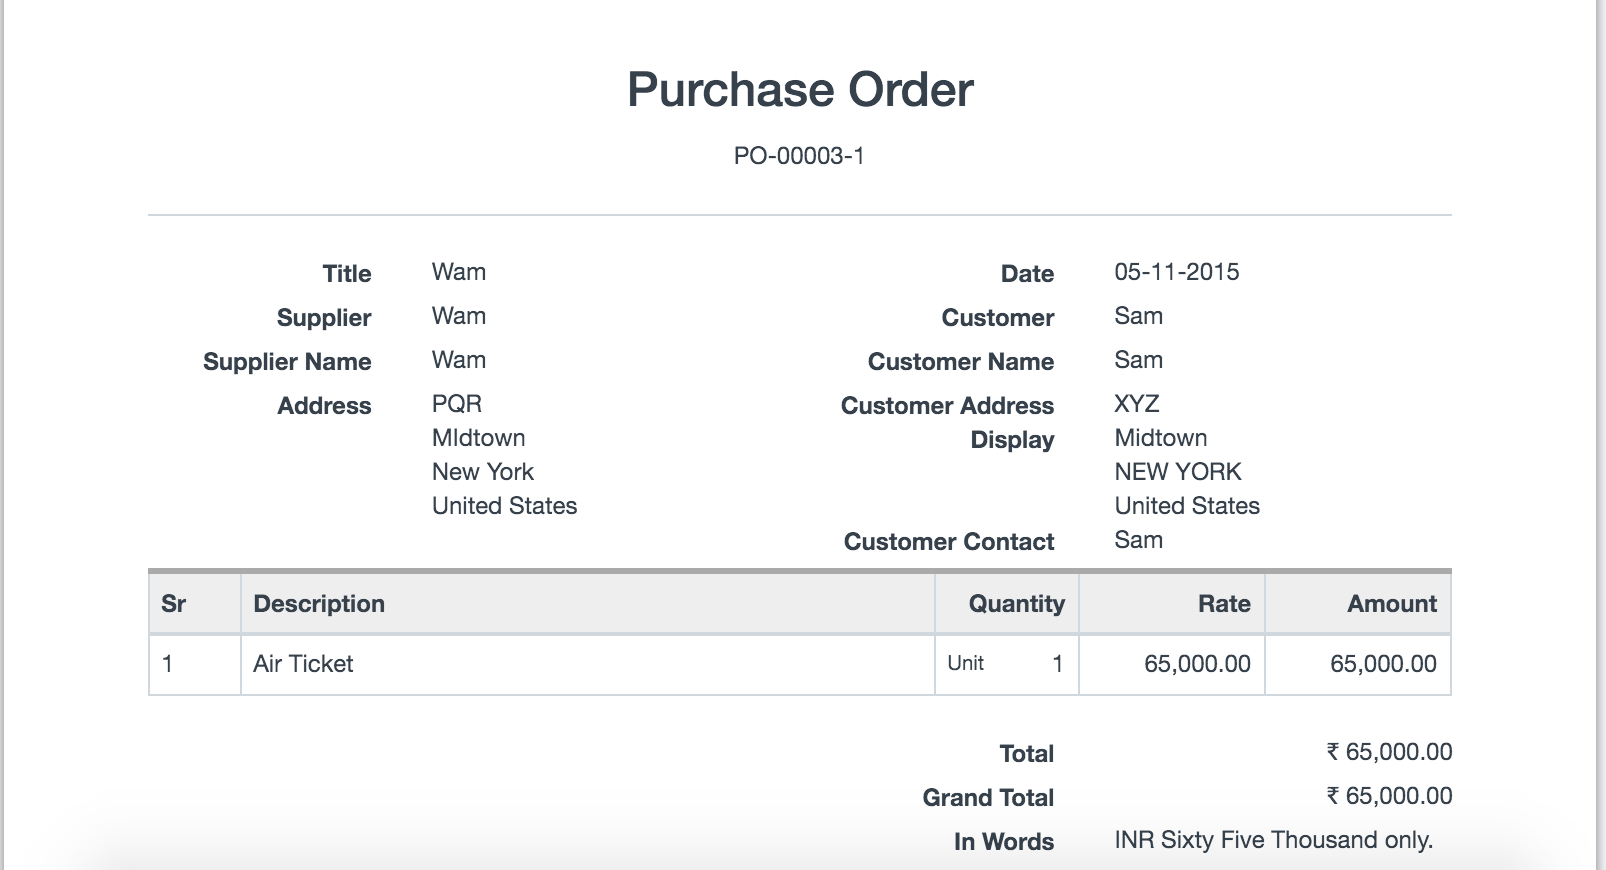 Purchase Order
PO-00003-1
Title Wam
Supplier Wam
Supplier Name Wam
Address PQR
MIdtown
New York
United States
Date 05-11-2015
Customer Sam
Customer Name Sam
Customer Address XYZ
Display Midtown
NEW YORK
United States
Customer Contact Sam
Sr Description Quantity Rate Amount
1 Air Ticket Unit 1 65,000.00 65,000.00
Total ₹ 65,000.00
Grand Total ₹ 65,000.00
In Words INR Sixty Five Thousand only.